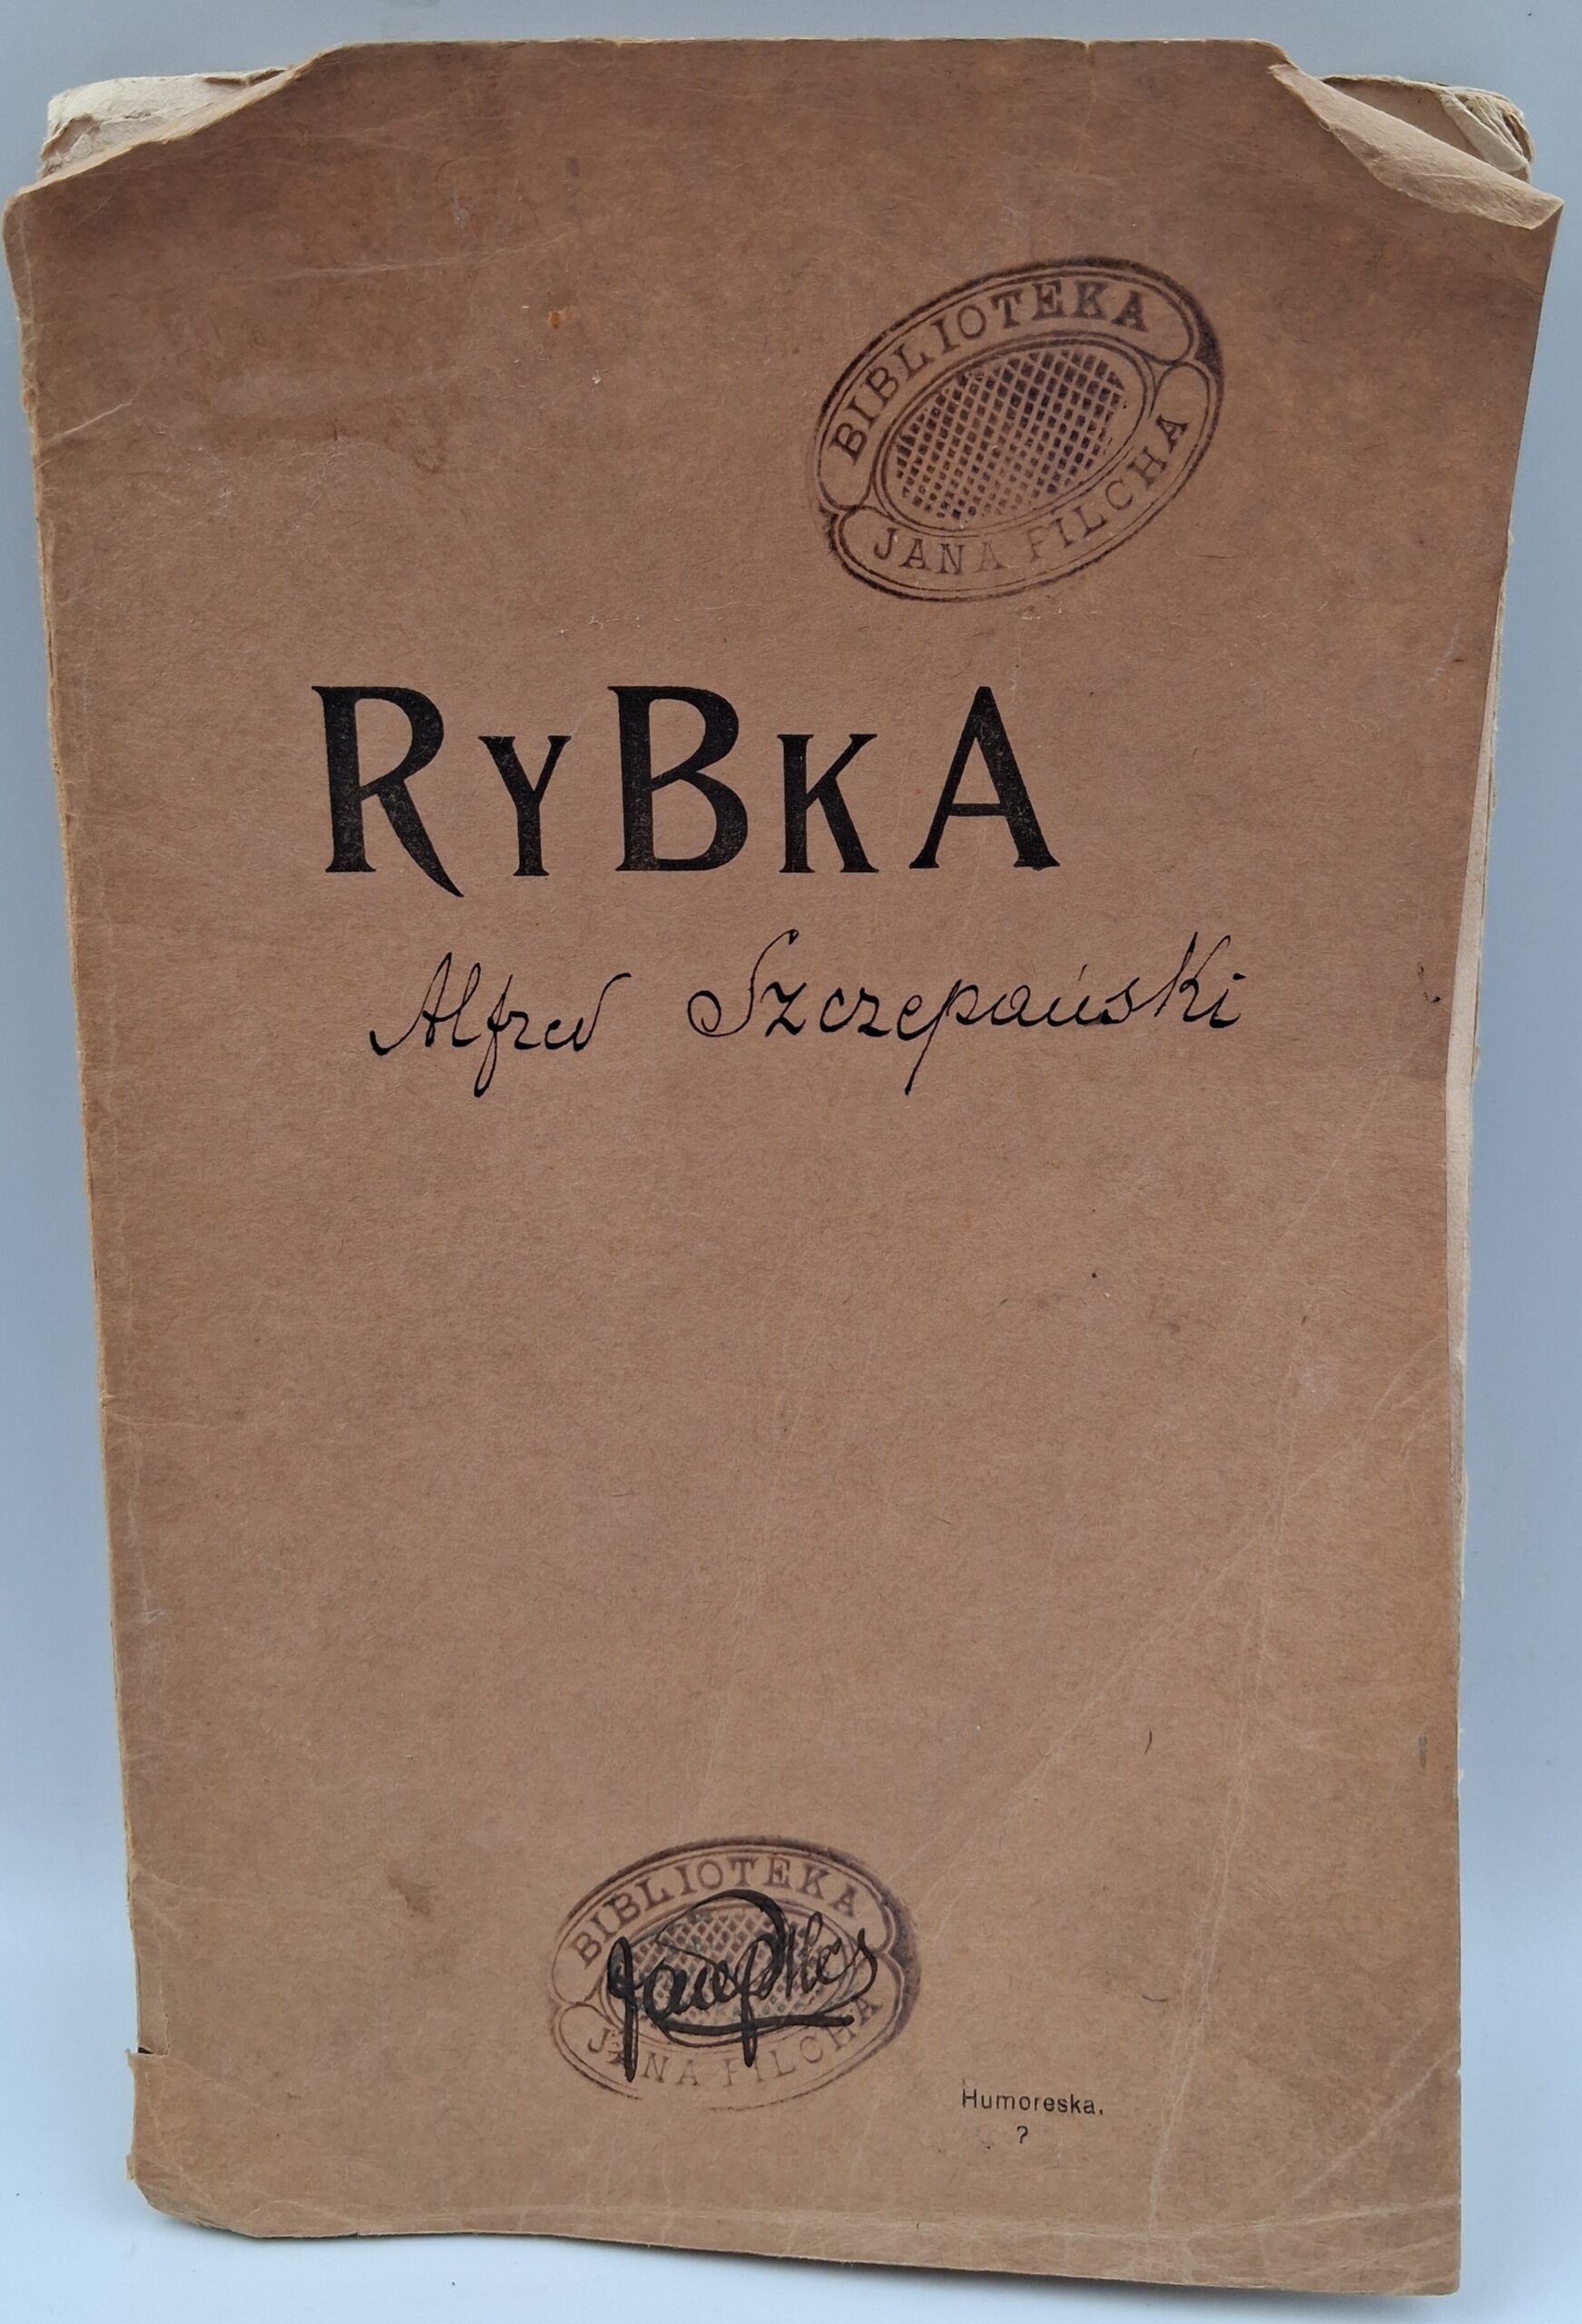 BIBLIOTEKA
JANA PILCHA
RYBKA
Alfred Szczepański
BIBLIOTEKA
JANA PILCHA
Humoreska.
?